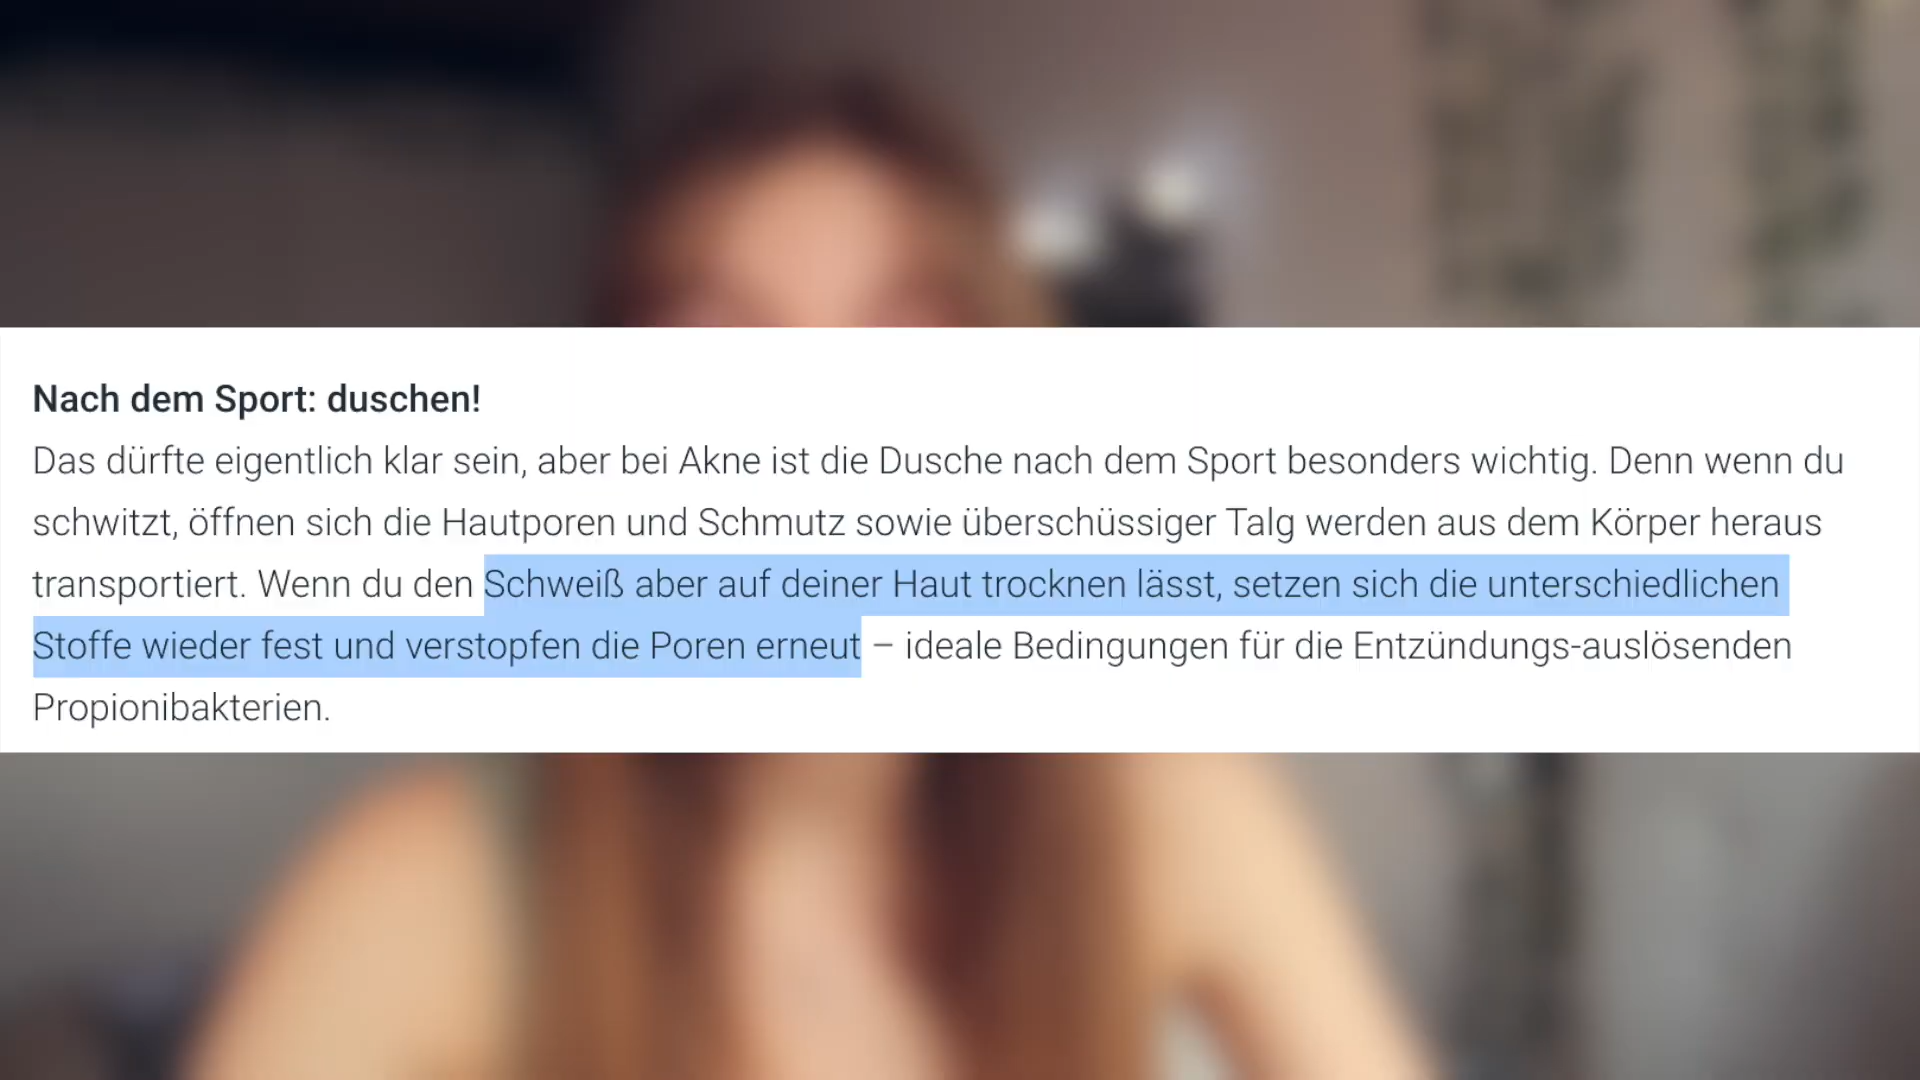 Nach dem Sport: duschen!
Das dürfte eigentlich klar sein, aber bei Akne ist die Dusche nach dem Sport besonders wichtig. Denn wenn du
schwitzt, öffnen sich die Hautporen und Schmutz sowie überschüssiger Talg werden aus dem Körper heraus
transportiert. Wenn du den Schweiß aber auf deiner Haut trocknen lässt, setzen sich die unterschiedlichen
Stoffe wieder fest und verstopfen die Poren erneut – ideale Bedingungen für die Entzündungs-auslösenden
Propionibakterien.